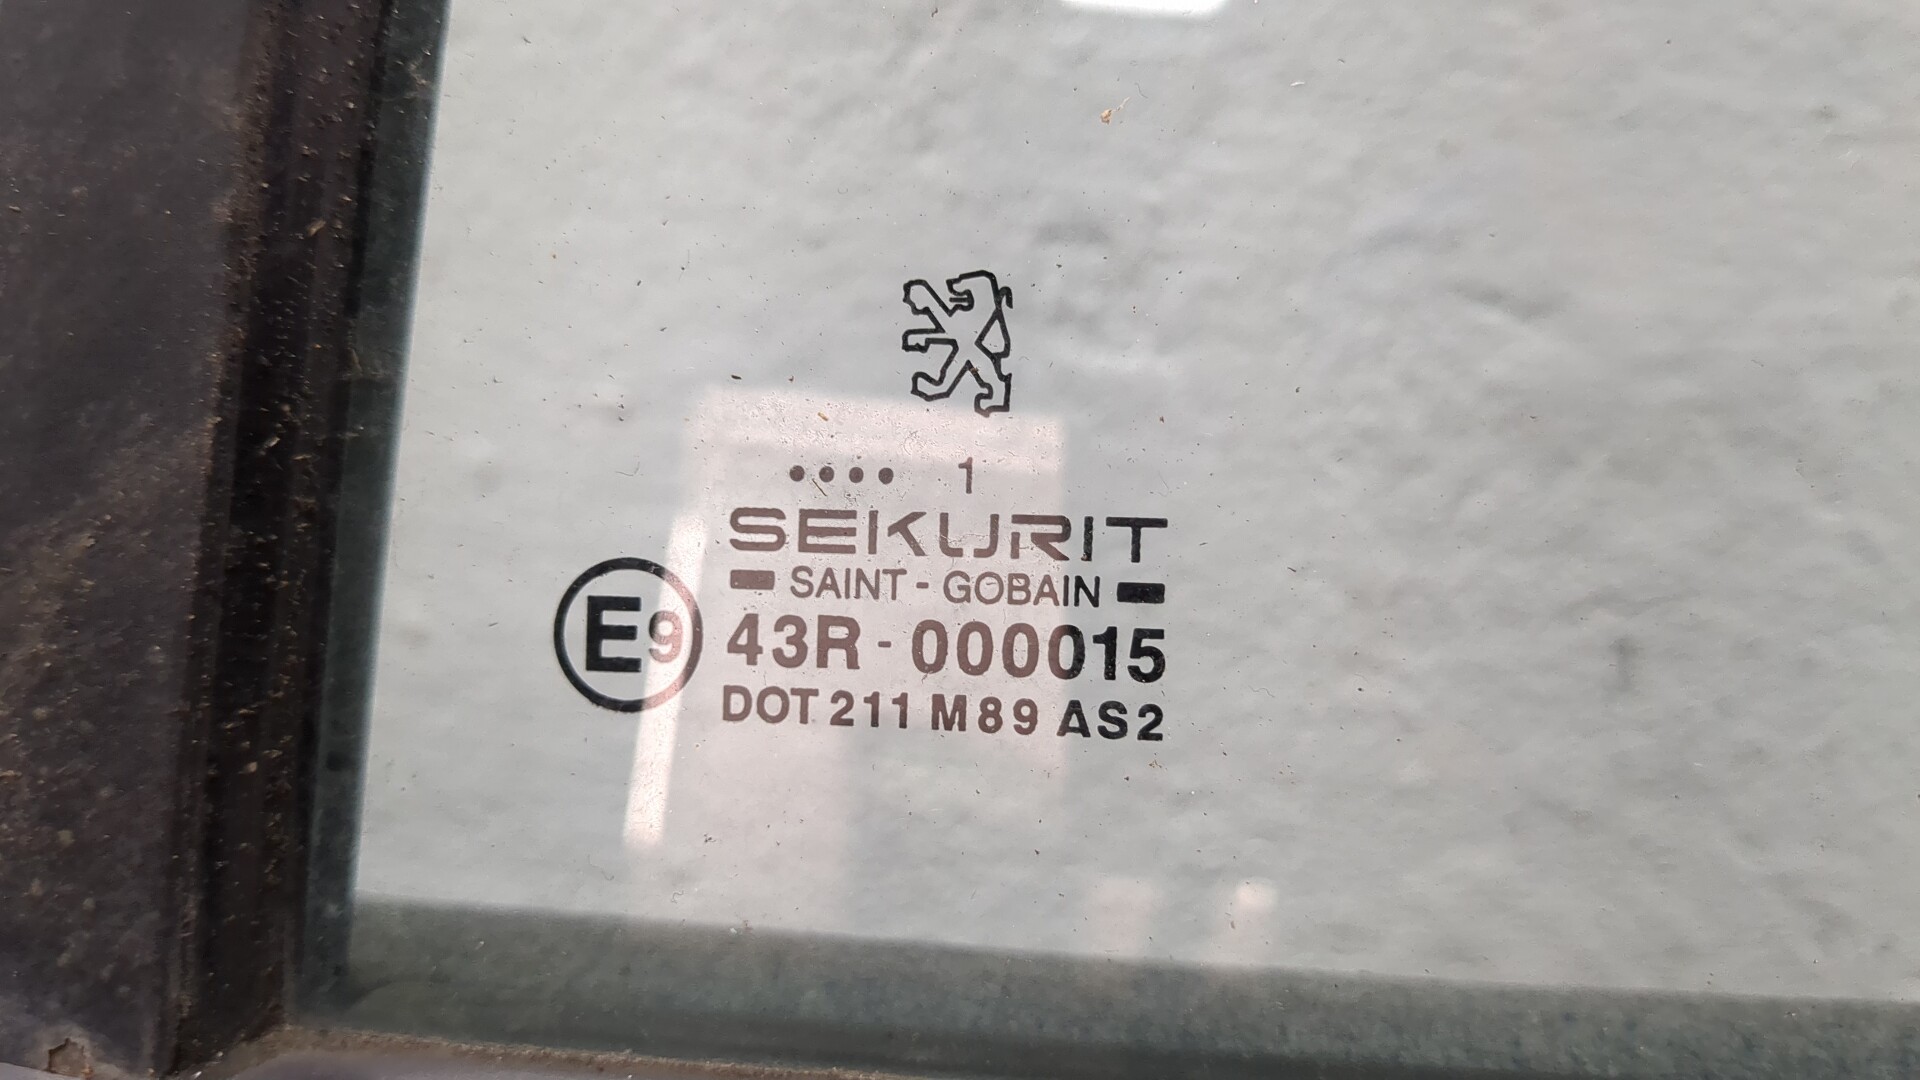 •••• 1
SEKURIT
SAINT-GOBAIN
E9 43R-000015
DOT 211 M89 AS2